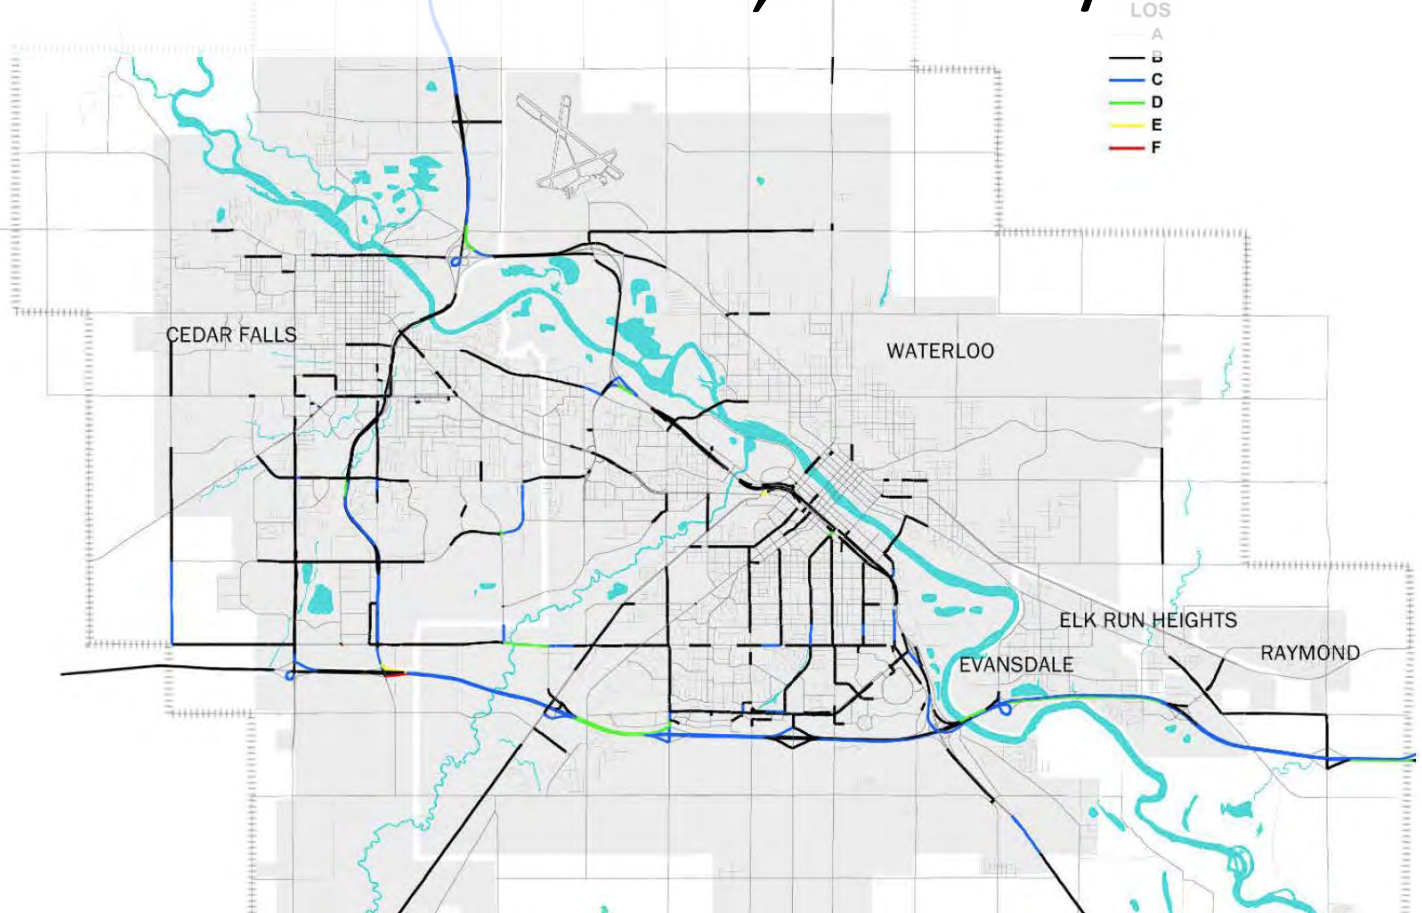 LOS
A
B
C
D
E
F
CEDAR FALLS
WATERLOO
ELK RUN HEIGHTS
RAYMOND
EVANSDALE